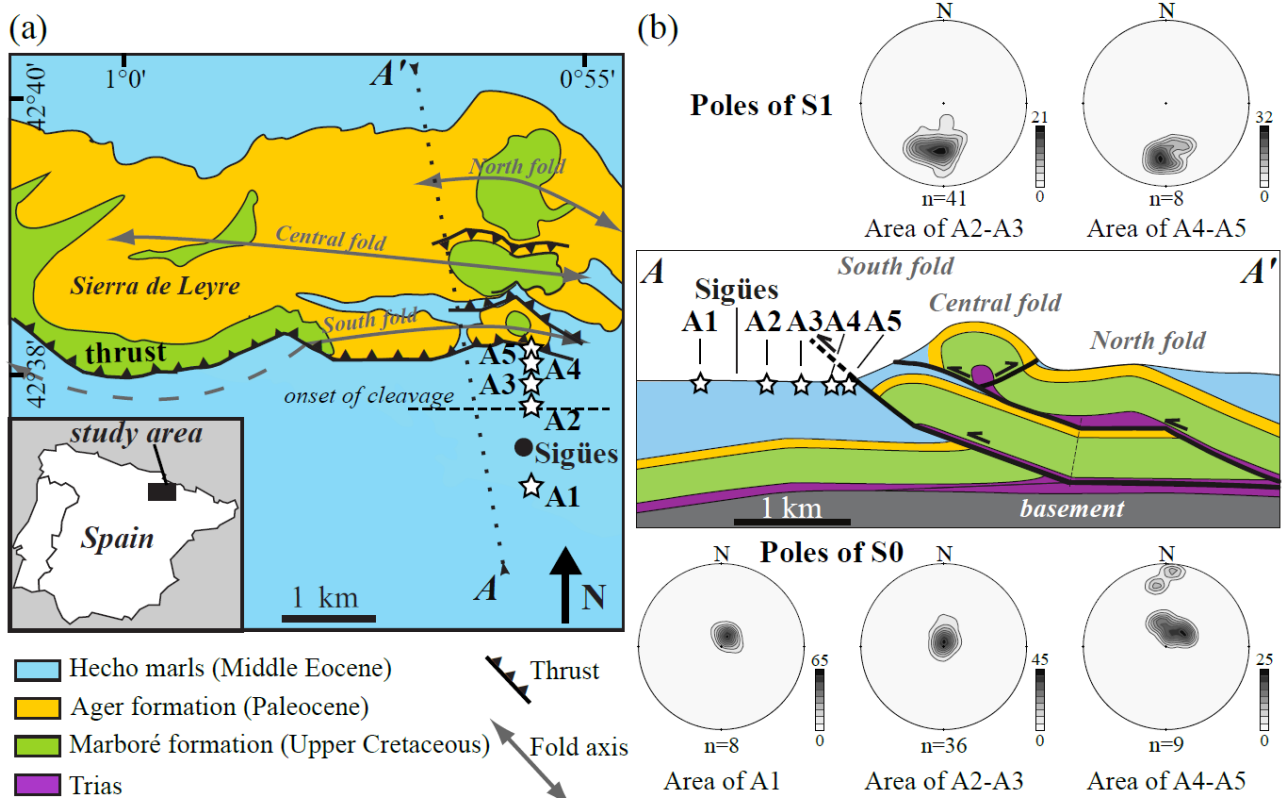 (a)
A'
1°0'
0°55'
42°40'
North fold
Central fold
Sierra de Leyre
South fold
thrust
42°38'
A5
A4
A3
onset of cleavage
A2
study area
Sigües
A1
Spain
A
1 km
N
Hecho marls (Middle Eocene)
Ager formation (Paleocene)
Marboré formation (Upper Cretaceous)
Trias
Thrust
Fold axis
(b)
N
N
Poles of S1
21
0
32
0
n=41
n=8
Area of A2-A3
Area of A4-A5
A
South fold
A'
Sigües
Central fold
A1 A2 A3 A4 A5
North fold
1 km
basement
Poles of S0
N
N
N
65
0
45
0
25
0
n=8
n=36
n=9
Area of A1
Area of A2-A3
Area of A4-A5